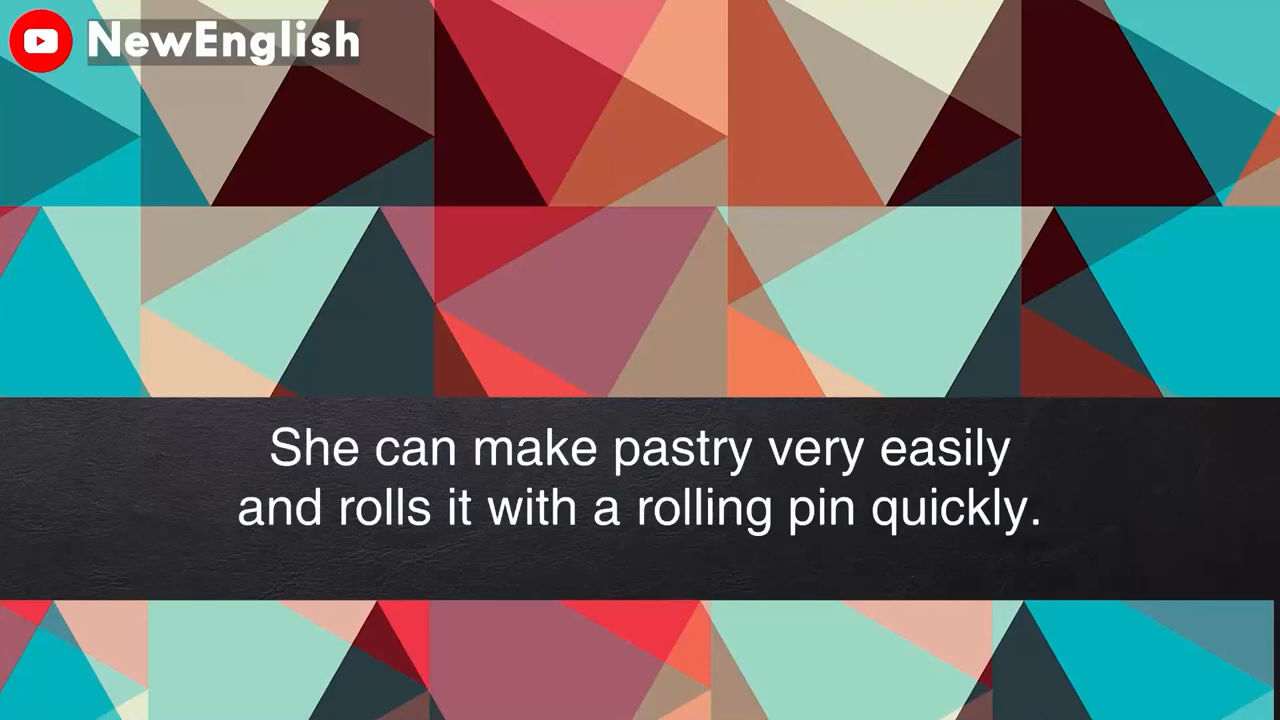 NewEnglish
She can make pastry very easily
and rolls it with a rolling pin quickly.